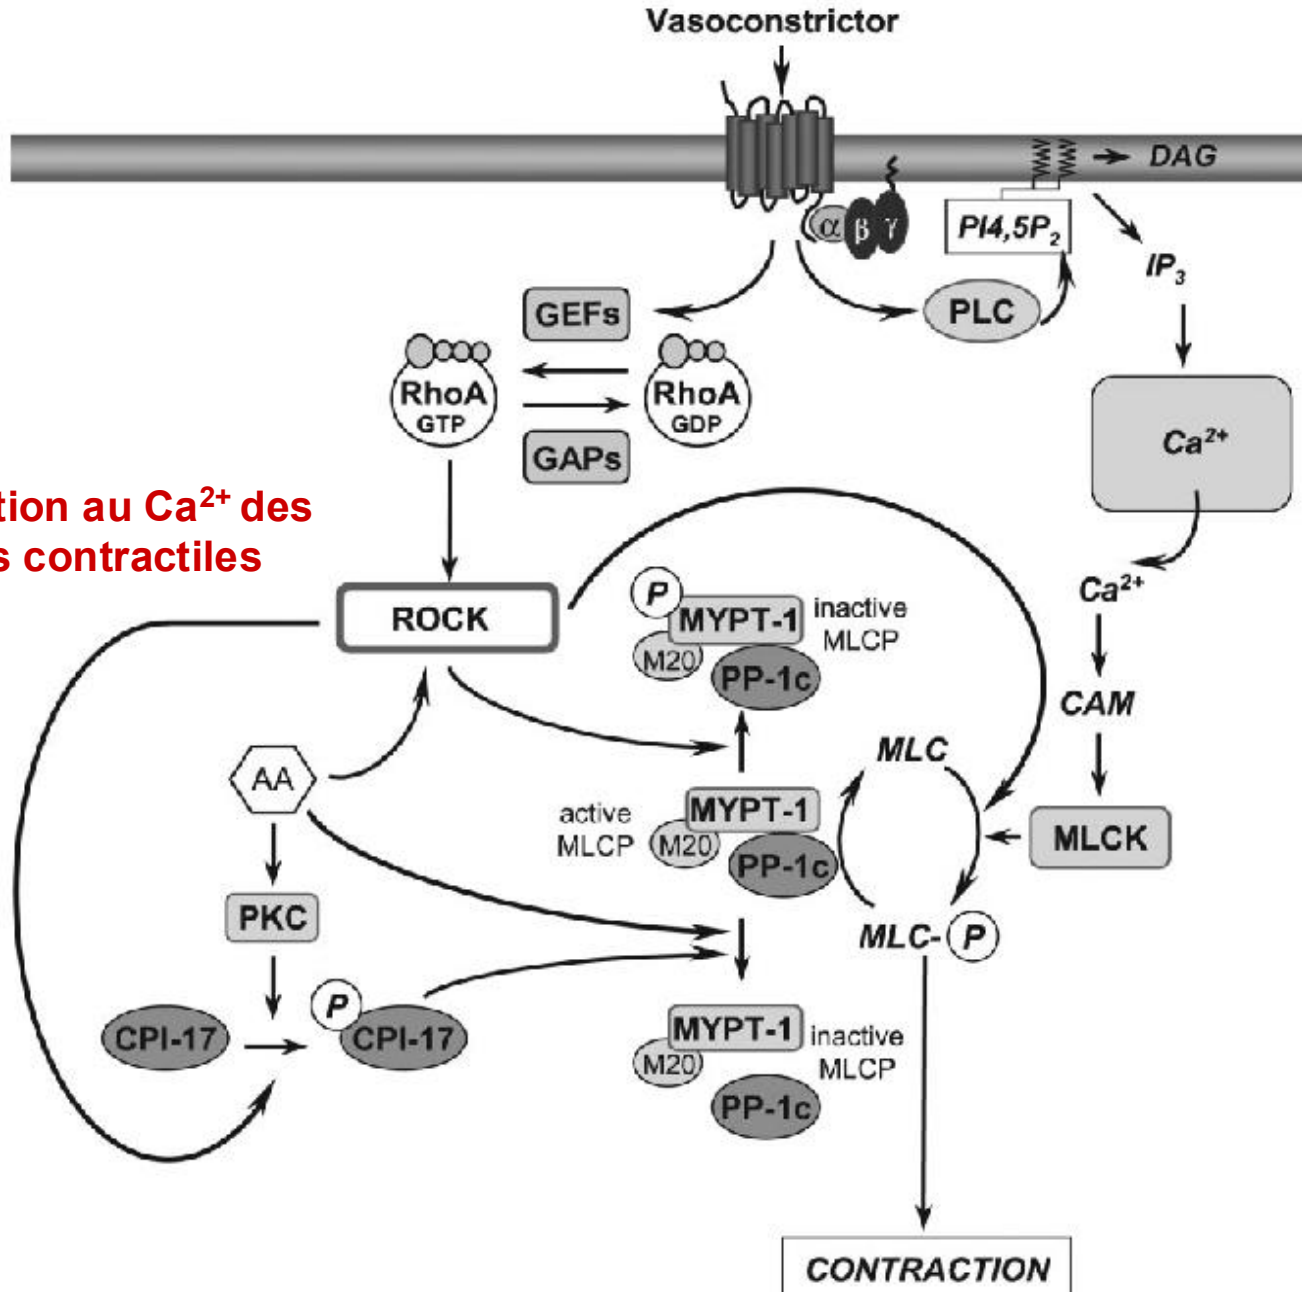 Vasoconstrictor
DAG
α β γ
PI4,5P₂
IP₃
GEFs
PLC
RhoA
GTP
RhoA
GDP
GAPs
Ca²⁺
tion au Ca²⁺ des
s contractiles
Ca²⁺
ROCK
P
MYPT-1
inactive
MLCP
M20
PP-1c
CAM
MLC
AA
active
MLCP
MYPT-1
M20
PP-1c
MLCK
PKC
MLC-P
P
CPI-17
CPI-17
MYPT-1
inactive
MLCP
M20
PP-1c
CONTRACTION